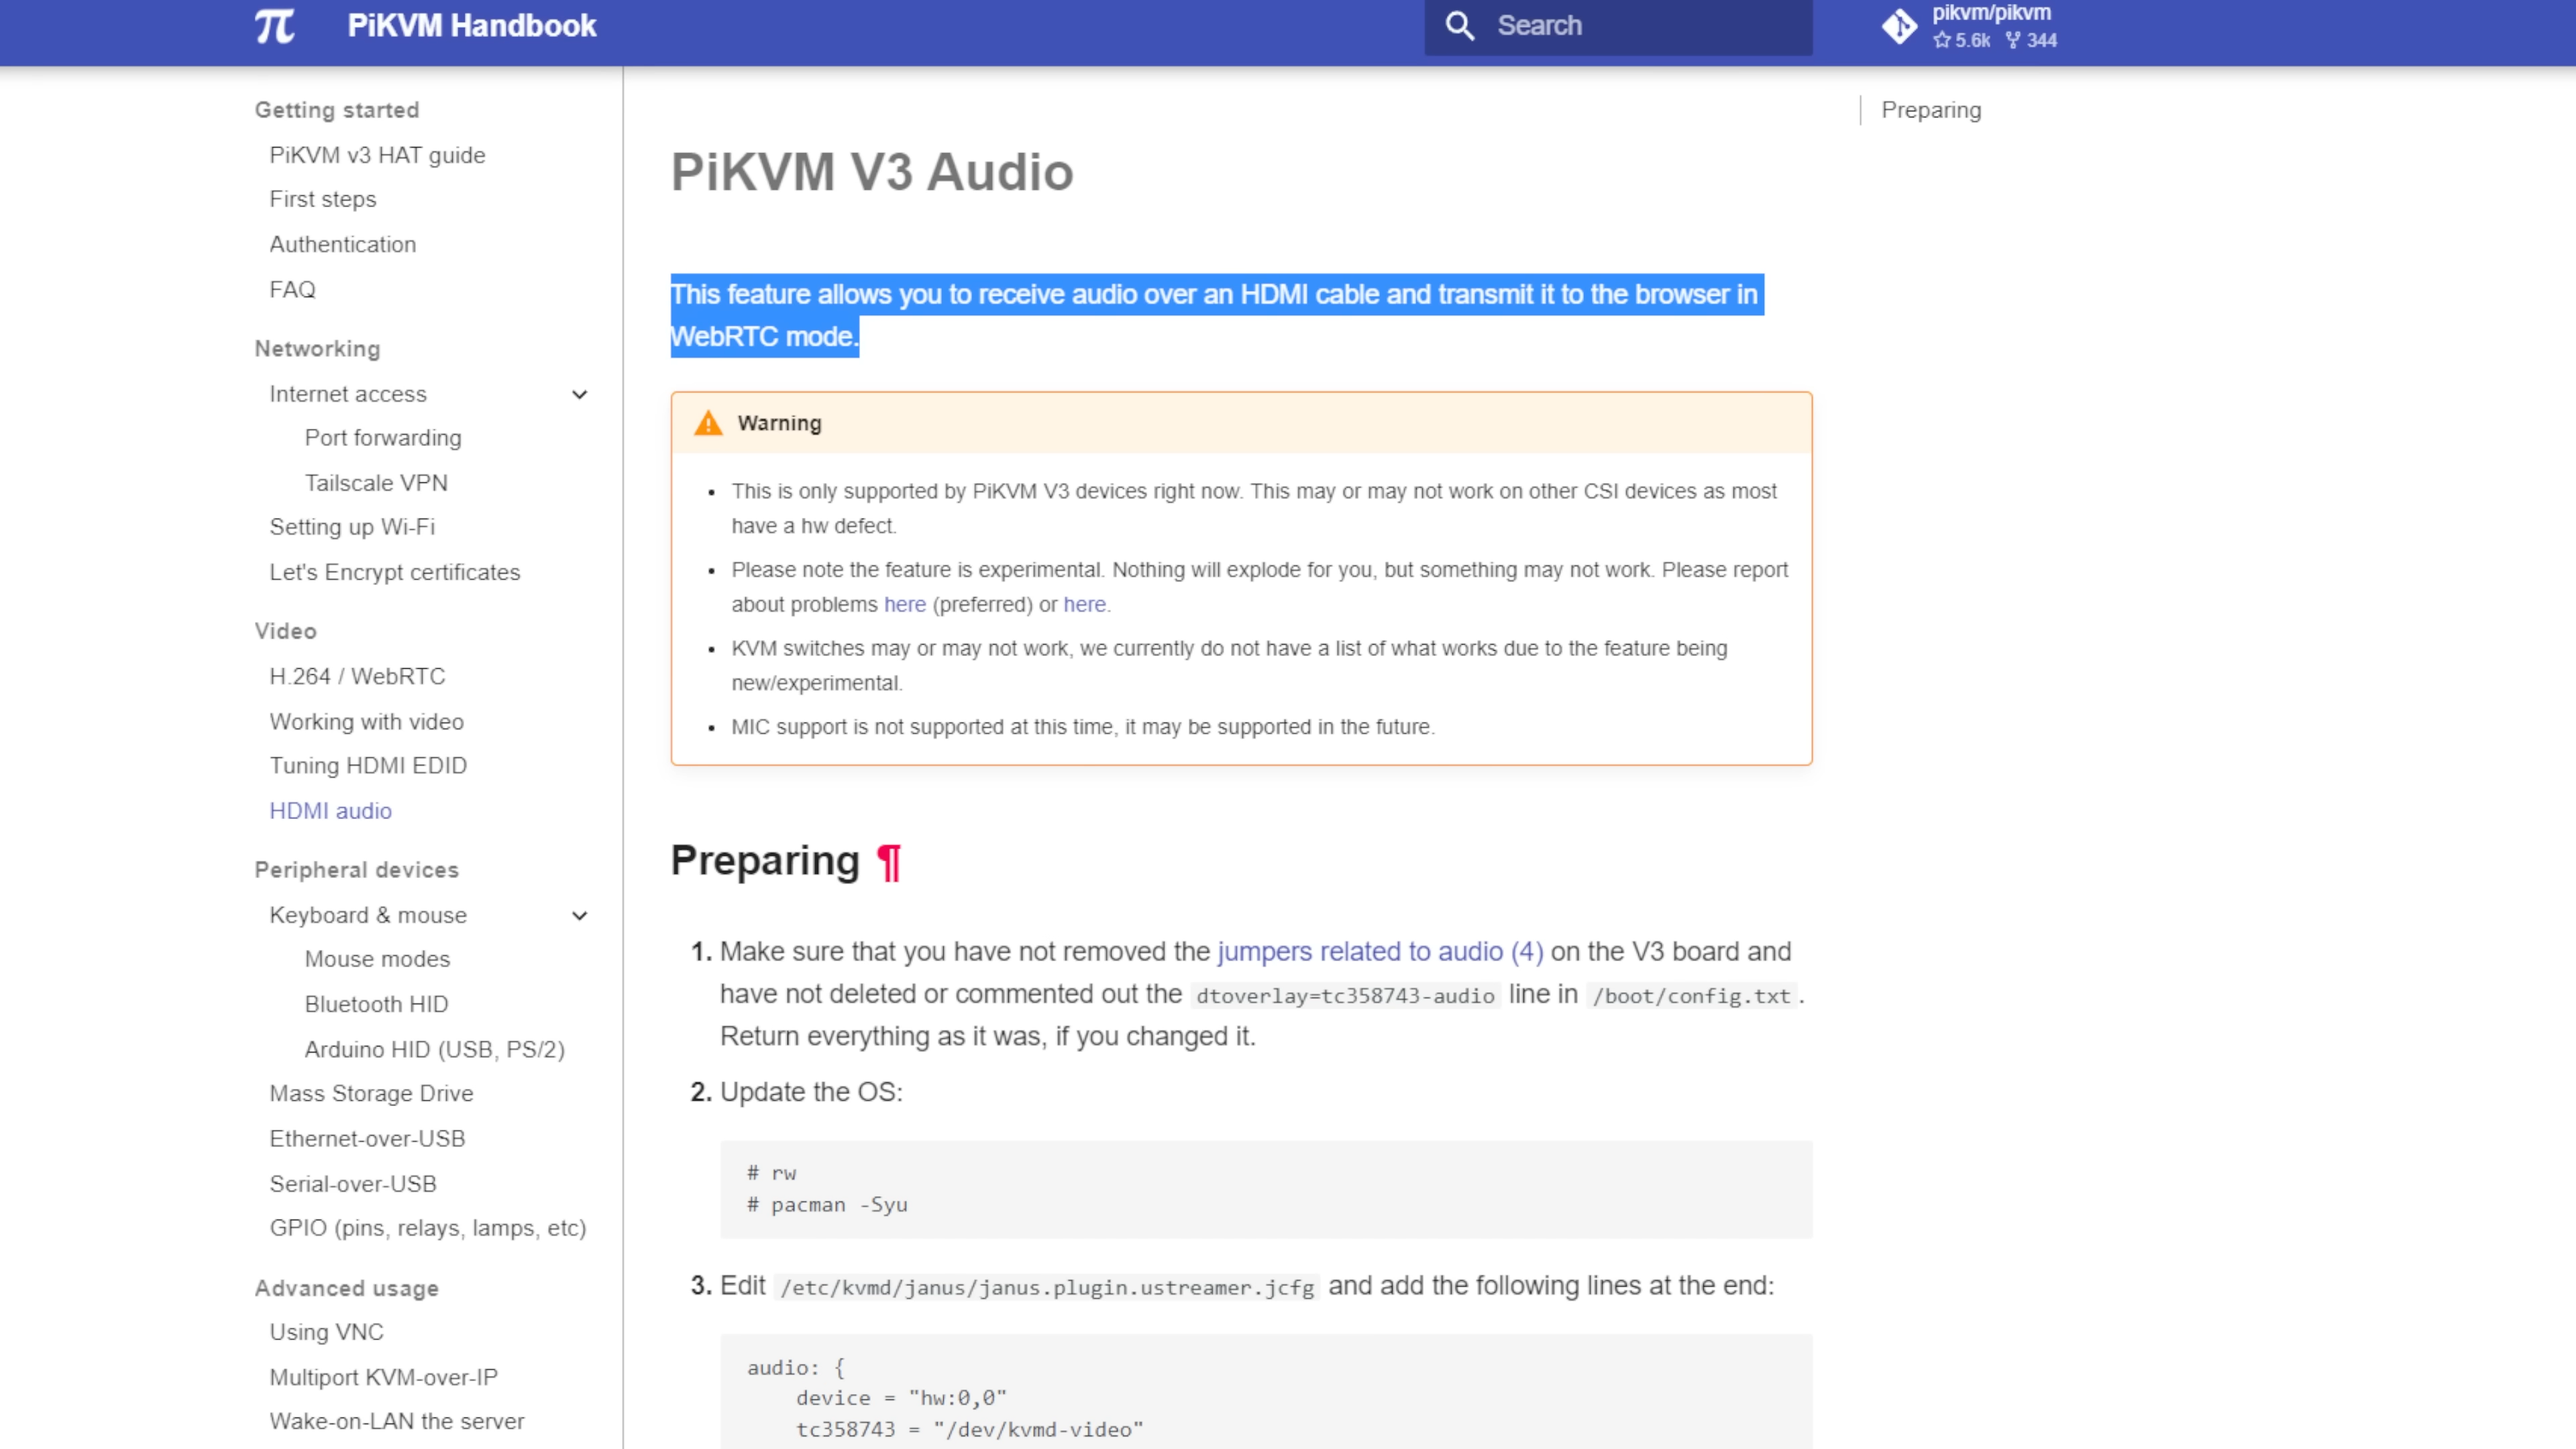 PiKVM Handbook
Search
pikvm/pikvm
5.6k 344
Getting started
PiKVM v3 HAT guide
First steps
Authentication
FAQ
Networking
Internet access
Port forwarding
Tailscale VPN
Setting up Wi-Fi
Let's Encrypt certificates
Video
H.264 / WebRTC
Working with video
Tuning HDMI EDID
HDMI audio
Peripheral devices
Keyboard & mouse
Mouse modes
Bluetooth HID
Arduino HID (USB, PS/2)
Mass Storage Drive
Ethernet-over-USB
Serial-over-USB
GPIO (pins, relays, lamps, etc)
Advanced usage
Using VNC
Multiport KVM-over-IP
Wake-on-LAN the server
PiKVM V3 Audio
This feature allows you to receive audio over an HDMI cable and transmit it to the browser in
WebRTC mode.
Warning
• This is only supported by PiKVM V3 devices right now. This may or may not work on other CSI devices as most
have a hw defect.
• Please note the feature is experimental. Nothing will explode for you, but something may not work. Please report
about problems here (preferred) or here.
• KVM switches may or may not work, we currently do not have a list of what works due to the feature being
new/experimental.
• MIC support is not supported at this time, it may be supported in the future.
Preparing ¶
1. Make sure that you have not removed the jumpers related to audio (4) on the V3 board and
have not deleted or commented out the dtoverlay=tc358743-audio line in /boot/config.txt.
Return everything as it was, if you changed it.
2. Update the OS:
# rw
# pacman -Syu
3. Edit /etc/kvmd/janus/janus.plugin.ustreamer.jcfg and add the following lines at the end:
audio: {
device = "hw:0,0"
tc358743 = "/dev/kvmd-video"
Preparing